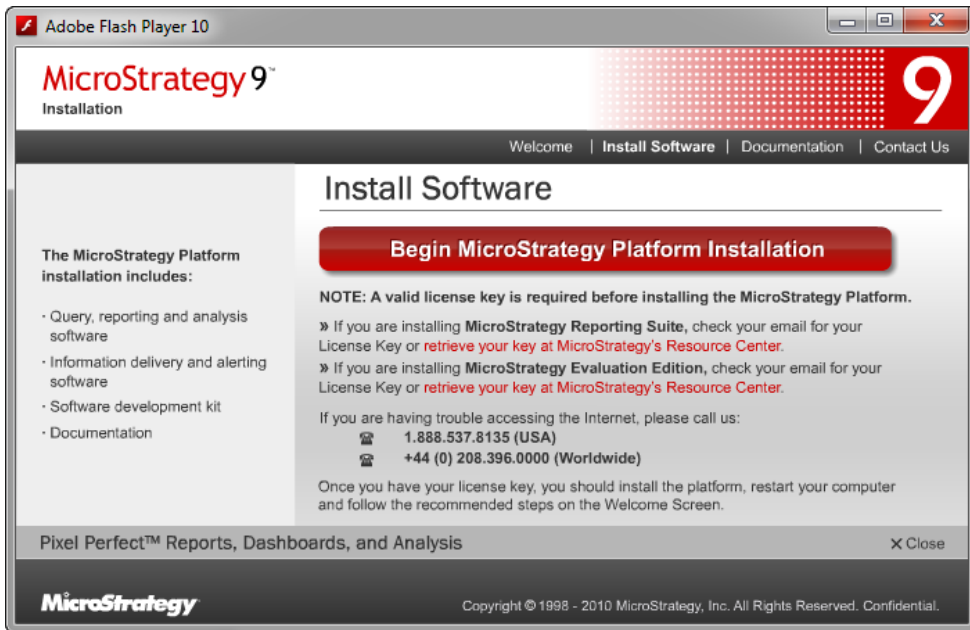 Adobe Flash Player 10
MicroStrategy 9™
Installation
9
Welcome | Install Software | Documentation | Contact Us
Install Software
Begin MicroStrategy Platform Installation
The MicroStrategy Platform
installation includes:
· Query, reporting and analysis
software
· Information delivery and alerting
software
· Software development kit
· Documentation
NOTE: A valid license key is required before installing the MicroStrategy Platform.
» If you are installing MicroStrategy Reporting Suite, check your email for your
License Key or retrieve your key at MicroStrategy's Resource Center.
» If you are installing MicroStrategy Evaluation Edition, check your email for your
License Key or retrieve your key at MicroStrategy's Resource Center.
If you are having trouble accessing the Internet, please call us:
☎ 1.888.537.8135 (USA)
☎ +44 (0) 208.396.0000 (Worldwide)
Once you have your license key, you should install the platform, restart your computer
and follow the recommended steps on the Welcome Screen.
Pixel Perfect™ Reports, Dashboards, and Analysis
X Close
MicroStrategy
Copyright © 1998 - 2010 MicroStrategy, Inc. All Rights Reserved. Confidential.